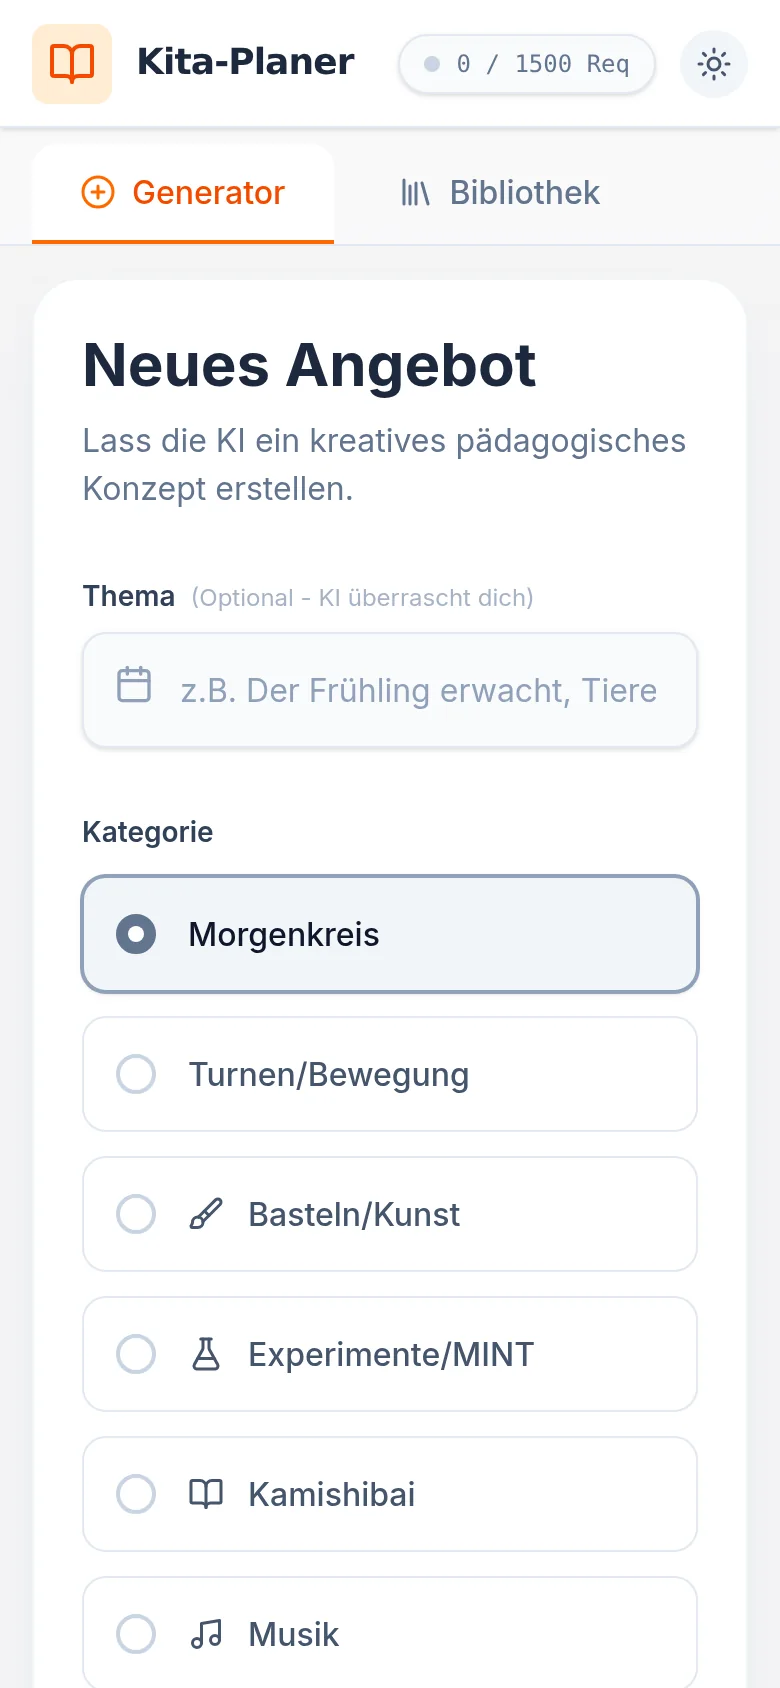 Kita-Planer
0 / 1500 Req
Generator
Bibliothek
Neues Angebot
Lass die KI ein kreatives pädagogisches
Konzept erstellen.
Thema (Optional - KI überrascht dich)
z.B. Der Frühling erwacht, Tiere
Kategorie
Morgenkreis
Turnen/Bewegung
Basteln/Kunst
Experimente/MINT
Kamishibai
Musik